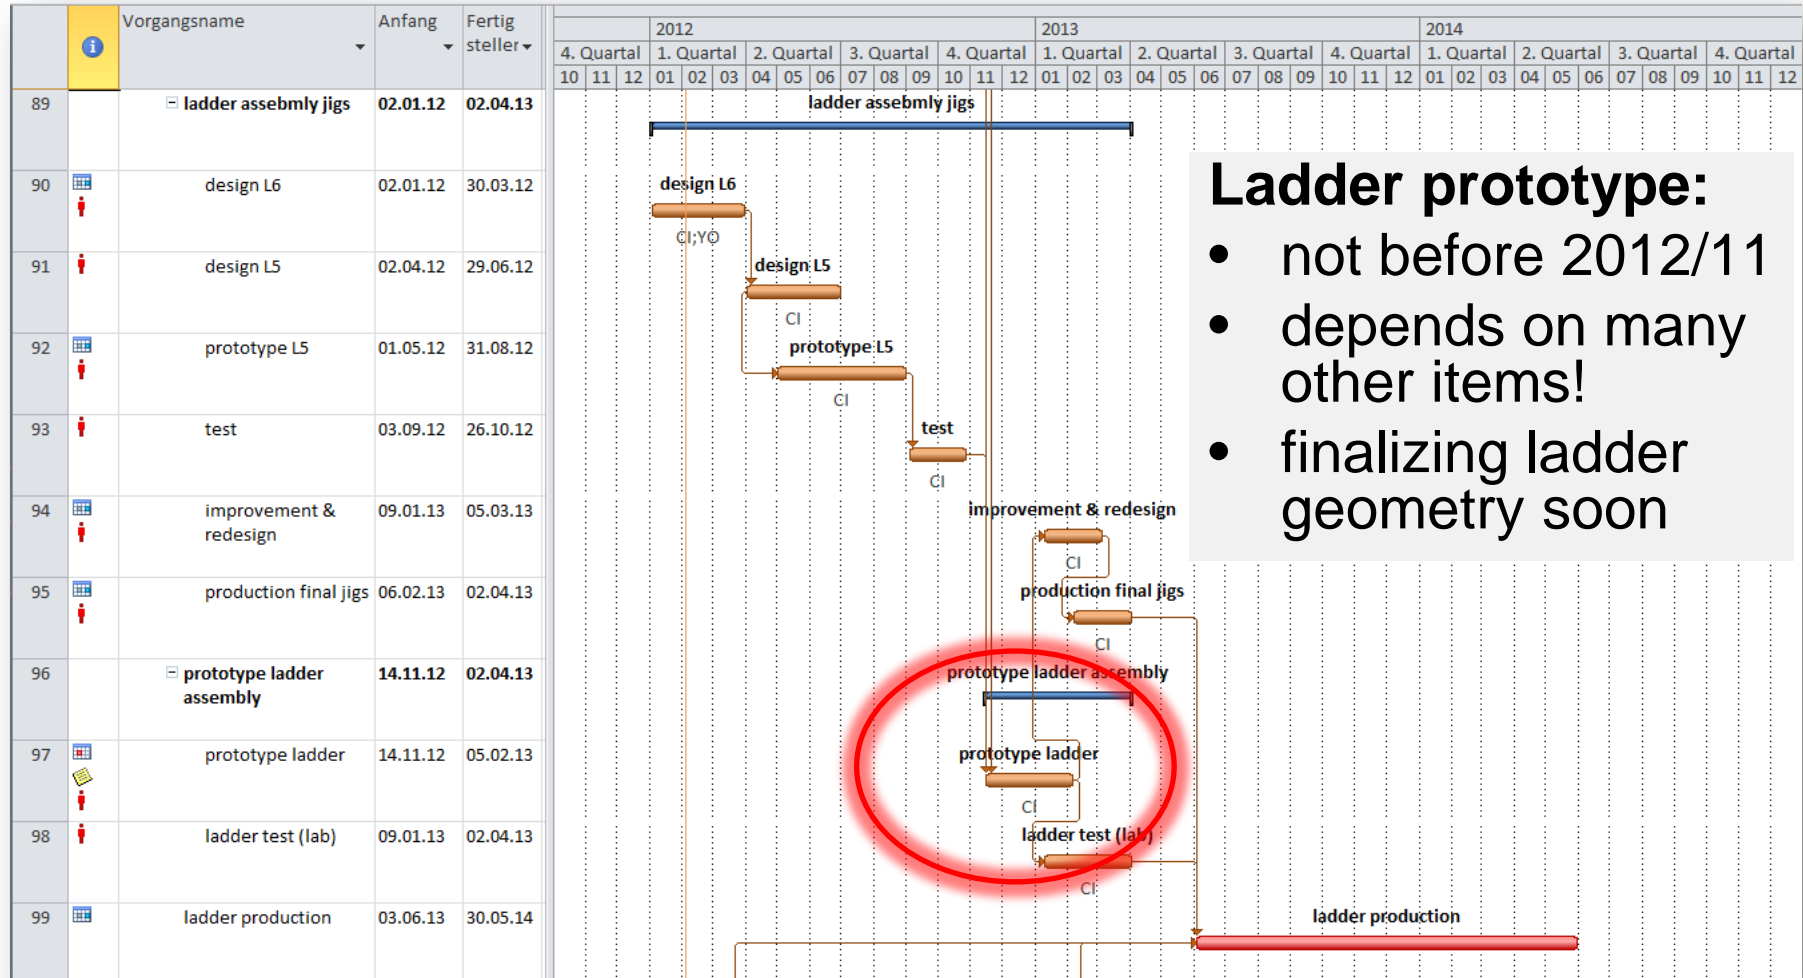 Vorgangsname Anfang Fertig
steller
2012 2013 2014
4. Quartal 1. Quartal 2. Quartal 3. Quartal 4. Quartal 1. Quartal 2. Quartal 3. Quartal 4. Quartal 1. Quartal 2. Quartal 3. Quartal 4. Quartal
10 11 12 01 02 03 04 05 06 07 08 09 10 11 12 01 02 03 04 05 06 07 08 09 10 11 12 01 02 03 04 05 06 07 08 09 10 11 12
89 ladder assebmly jigs 02.01.12 02.04.13
ladder assebmly jigs
90 design L6 02.01.12 30.03.12
design L6
CI;YO
91 design L5 02.04.12 29.06.12
design L5
CI
92 prototype L5 01.05.12 31.08.12
prototype L5
CI
93 test 03.09.12 26.10.12
test
CI
94 improvement &
redesign
09.01.13 05.03.13
improvement & redesign
CI
95 production final jigs 06.02.13 02.04.13
production final jigs
CI
96 prototype ladder
assembly
14.11.12 02.04.13
prototype ladder assembly
97 prototype ladder 14.11.12 05.02.13
prototype ladder
CI
98 ladder test (lab) 09.01.13 02.04.13
ladder test (lab)
CI
99 ladder production 03.06.13 30.05.14
ladder production
Ladder prototype:
• not before 2012/11
• depends on many
other items!
• finalizing ladder
geometry soon